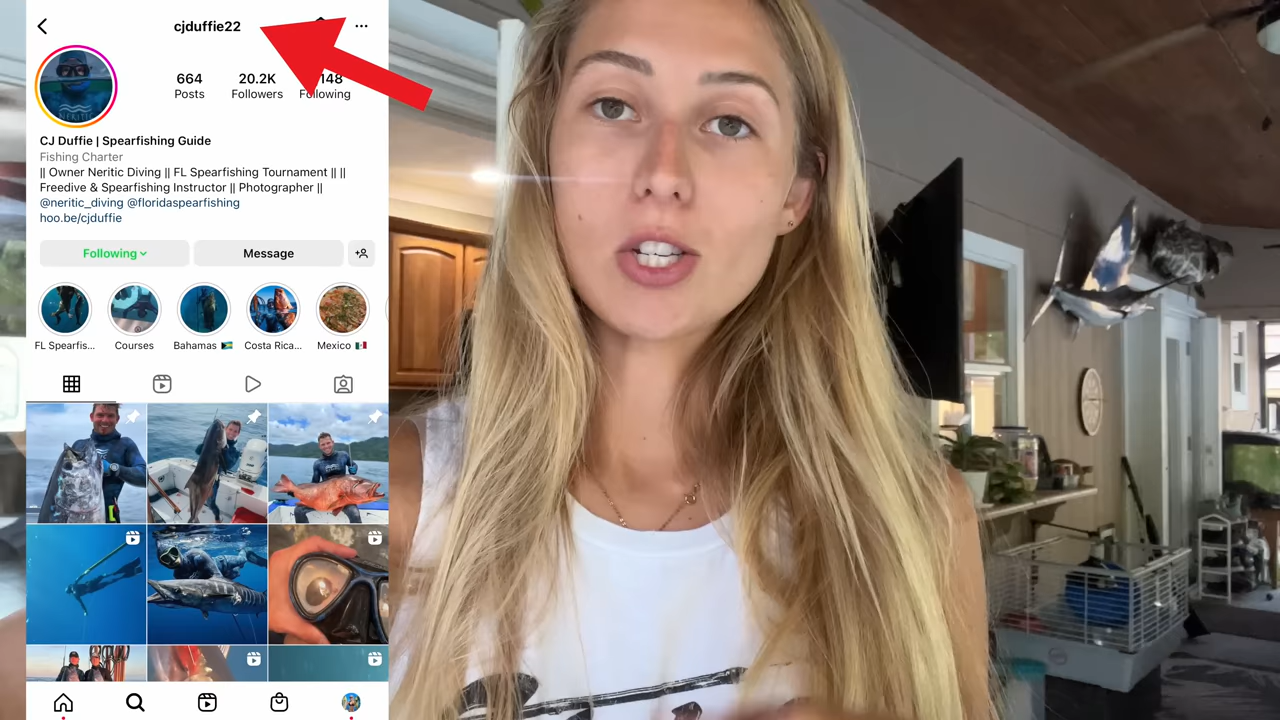 cjduffie22
664
Posts
20.2K
Followers
148
Following
NERITIC
CJ Duffie | Spearfishing Guide
Fishing Charter
|| Owner Neritic Diving || FL Spearfishing Tournament || ||
Freedive & Spearfishing Instructor || Photographer ||
@neritic_diving @floridaspearfishing
hoo.be/cjduffie
Following
Message
FL Spearfis...
Courses
Bahamas 🇧🇸
Costa Rica...
Mexico 🇲🇽